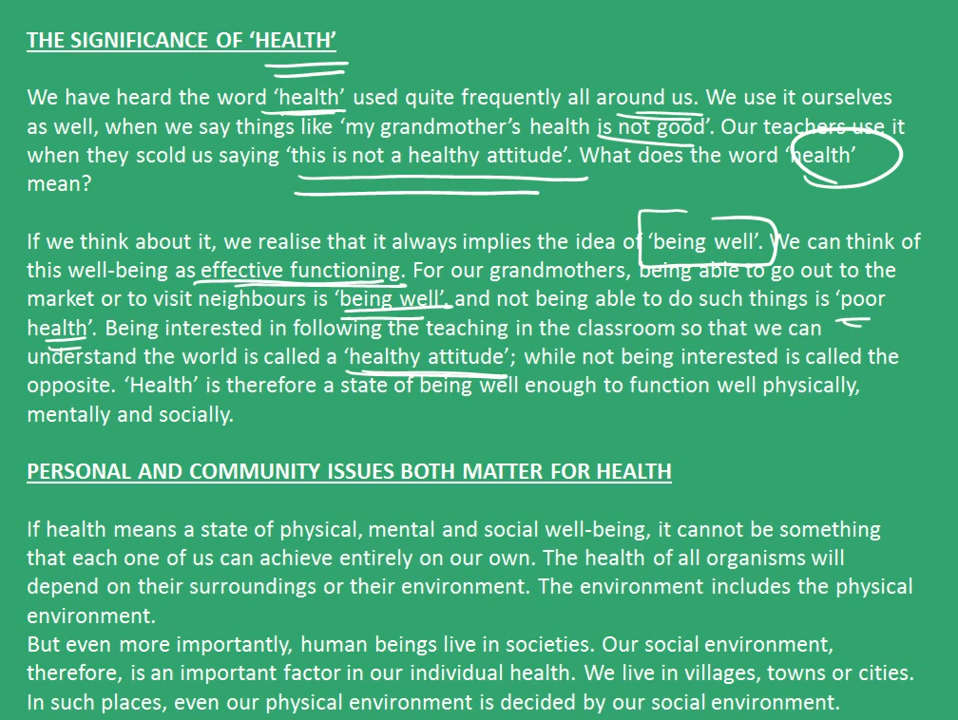 THE SIGNIFICANCE OF ‘HEALTH’
We have heard the word ‘health’ used quite frequently all around us. We use it ourselves
as well, when we say things like ‘my grandmother’s health is not good’. Our teachers use it
when they scold us saying ‘this is not a healthy attitude’. What does the word ‘health’
mean?
If we think about it, we realise that it always implies the idea of ‘being well’. We can think of
this well-being as effective functioning. For our grandmothers, being able to go out to the
market or to visit neighbours is ‘being well’, and not being able to do such things is ‘poor
health’. Being interested in following the teaching in the classroom so that we can
understand the world is called a ‘healthy attitude’; while not being interested is called the
opposite. ‘Health’ is therefore a state of being well enough to function well physically,
mentally and socially.
PERSONAL AND COMMUNITY ISSUES BOTH MATTER FOR HEALTH
If health means a state of physical, mental and social well-being, it cannot be something
that each one of us can achieve entirely on our own. The health of all organisms will
depend on their surroundings or their environment. The environment includes the physical
environment.
But even more importantly, human beings live in societies. Our social environment,
therefore, is an important factor in our individual health. We live in villages, towns or cities.
In such places, even our physical environment is decided by our social environment.